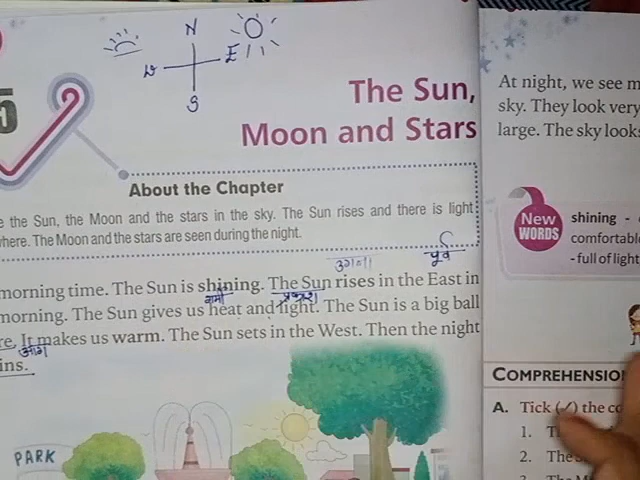 N
W
E
S
5
The Sun,
Moon and Stars
About the Chapter
the Sun, the Moon and the stars in the sky. The Sun rises and there is light
where. The Moon and the stars are seen during the night.
उगना
पूर्व
morning time. The Sun is shining. The Sun rises in the East in
गर्मी प्रकाश
morning. The Sun gives us heat and light. The Sun is a big ball
re. It makes us warm. The Sun sets in the West. Then the night
आग
ins.
PARK
At night, we see m
sky. They look very
large. The sky looks
New
WORDS
shining -
comfortable
- full of light
COMPREHENSION
A. Tick (✓) the co
1.
2. The
3. The M